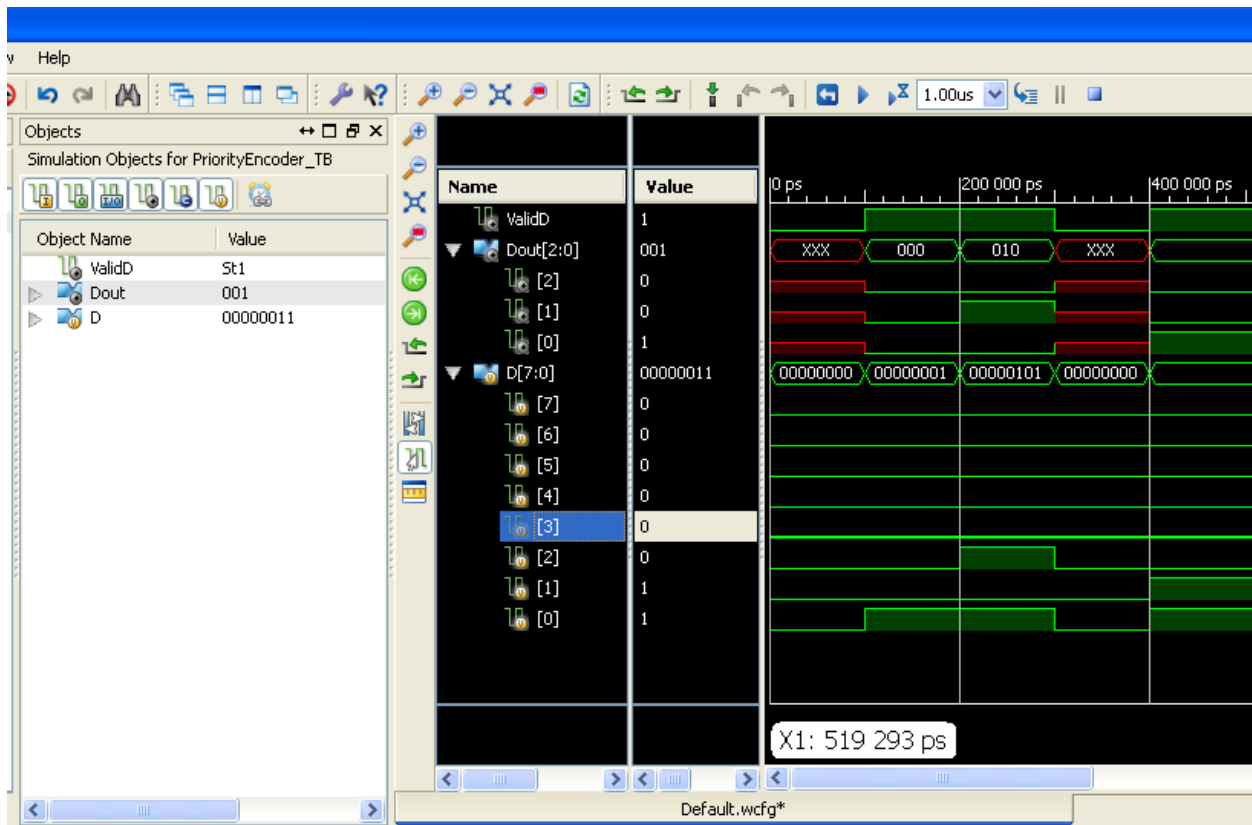 w Help
1.00us
Objects
Simulation Objects for PriorityEncoder_TB
Object Name Value
ValidD St1
Dout 001
D 00000011
Name Value 0 ps 200 000 ps 400 000 ps
ValidD 1
Dout[2:0] 001 XXX 000 010 XXX
[2] 0
[1] 0
[0] 1
D[7:0] 00000011 00000000 00000001 00000101 00000000
[7] 0
[6] 0
[5] 0
[4] 0
[3] 0
[2] 0
[1] 1
[0] 1
X1: 519 293 ps
Default.wcfg*